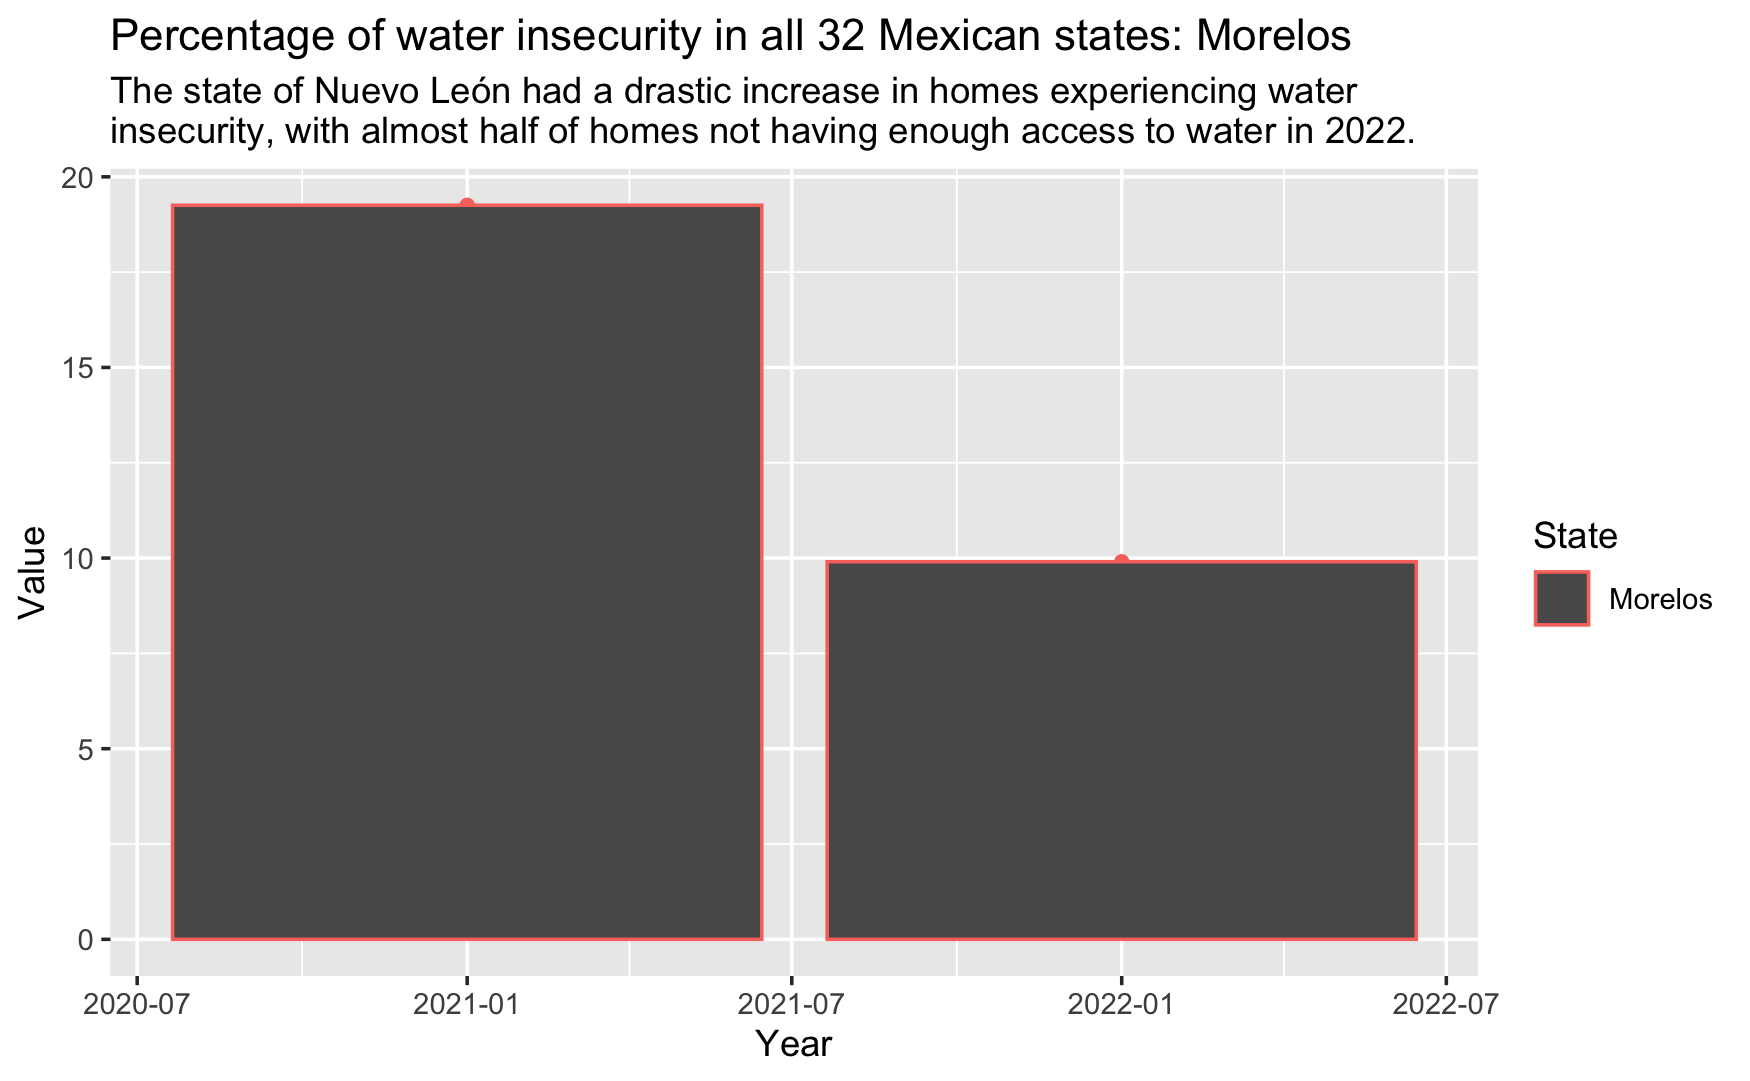 Percentage of water insecurity in all 32 Mexican states: Morelos
The state of Nuevo León had a drastic increase in homes experiencing water
insecurity, with almost half of homes not having enough access to water in 2022.
20
15
10
5
0
Value
2020-07
2021-01
2021-07
2022-01
2022-07
Year
State
Morelos